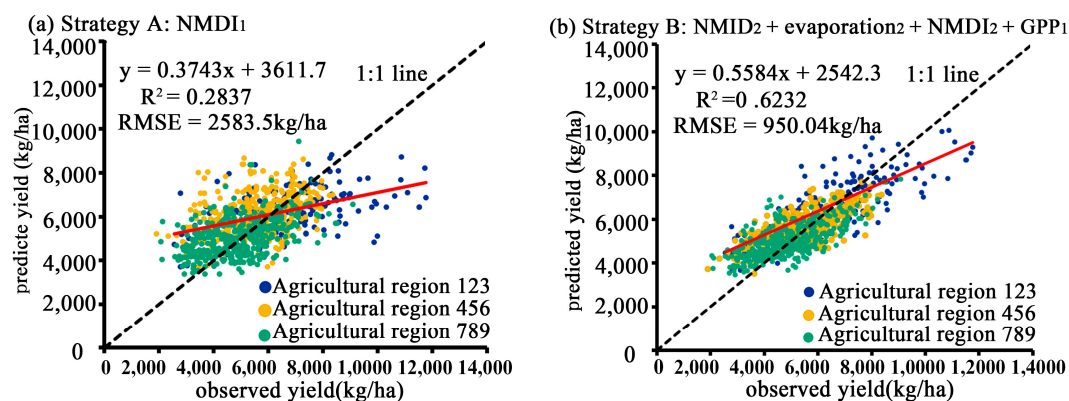 (a) Strategy A: NMDI₁
14,000
12,000
10,000
8,000
6,000
4,000
2,000
0
predicte yield (kg/ha)
y = 0.3743x + 3611.7
R² = 0.2837
RMSE = 2583.5kg/ha
1:1 line
Agricultural region 123
Agricultural region 456
Agricultural region 789
0 2,000 4,000 6,000 8,000 1,0000 12,000 14,000
observed yield(kg/ha)
(b) Strategy B: NMID₂ + evaporation₂ + NMDI₂ + GPP₁
14,000
12,000
10,000
8,000
6,000
4,000
2,000
0
predicted yield (kg/ha)
y = 0.5584x + 2542.3
R² =0 .6232
RMSE = 950.04kg/ha
1:1 line
Agricultural region 123
Agricultural region 456
Agricultural region 789
0 2,000 4,000 6,000 8,000 1,0000 1,2000 1,4000
observed yield(kg/ha)